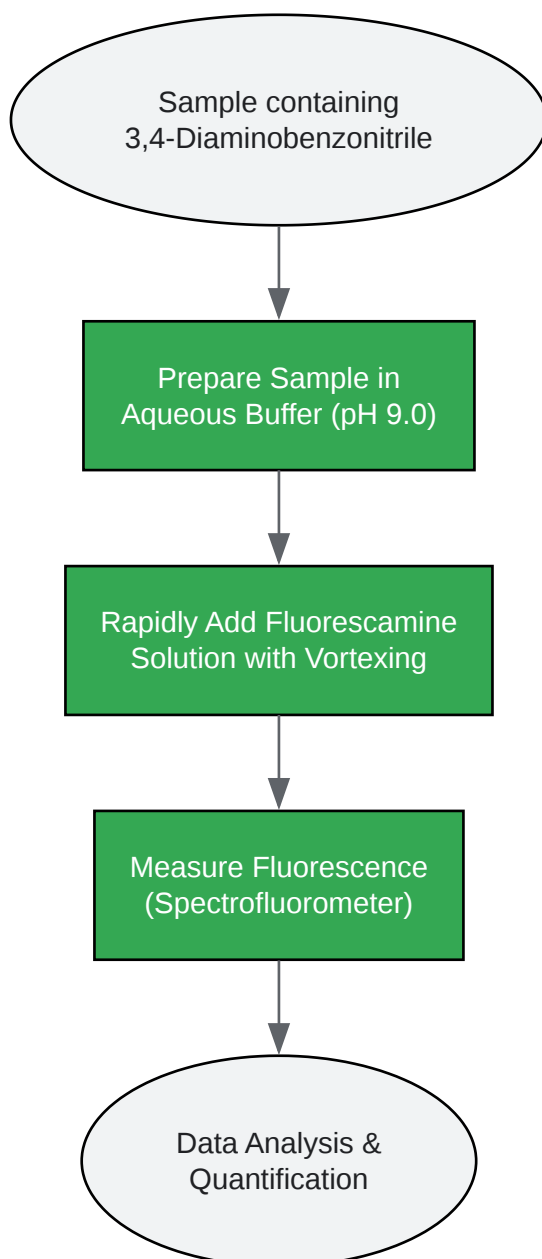 Sample containing
3,4-Diaminobenzonitrile
Prepare Sample in
Aqueous Buffer (pH 9.0)
Rapidly Add Fluorescamine
Solution with Vortexing
Measure Fluorescence
(Spectrofluorometer)
Data Analysis &
Quantification